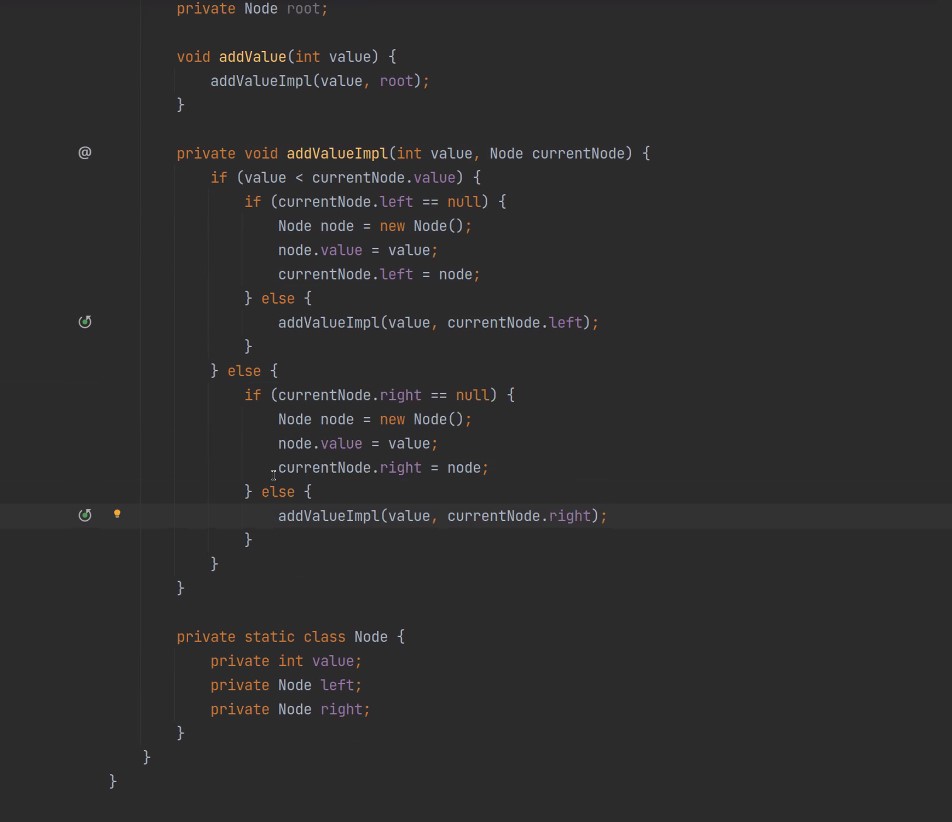 private Node root;
void addValue(int value) {
addValueImpl(value, root);
}
@
private void addValueImpl(int value, Node currentNode) {
if (value < currentNode.value) {
if (currentNode.left == null) {
Node node = new Node();
node.value = value;
currentNode.left = node;
} else {
addValueImpl(value, currentNode.left);
}
} else {
if (currentNode.right == null) {
Node node = new Node();
node.value = value;
currentNode.right = node;
} else {
addValueImpl(value, currentNode.right);
}
}
}
private static class Node {
private int value;
private Node left;
private Node right;
}
}
}